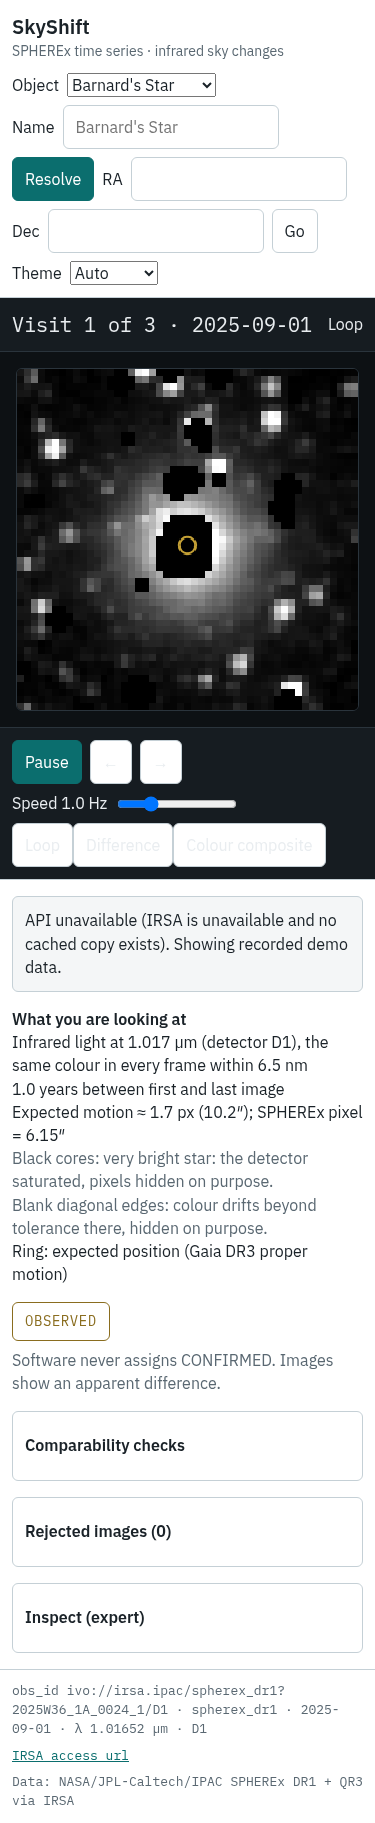 SkyShift
SPHEREx time series · infrared sky changes
Object Barnard's Star
Name Barnard's Star
Resolve RA
Dec Go
Theme Auto
Visit 1 of 3 · 2025-09-01 Loop
Pause ← →
Speed 1.0 Hz
Loop Difference Colour composite
API unavailable (IRSA is unavailable and no
cached copy exists). Showing recorded demo
data.
What you are looking at
Infrared light at 1.017 µm (detector D1), the
same colour in every frame within 6.5 nm
1.0 years between first and last image
Expected motion ≈ 1.7 px (10.2″); SPHEREx pixel
= 6.15″
Black cores: very bright star: the detector
saturated, pixels hidden on purpose.
Blank diagonal edges: colour drifts beyond
tolerance there, hidden on purpose.
Ring: expected position (Gaia DR3 proper
motion)
OBSERVED
Software never assigns CONFIRMED. Images
show an apparent difference.
Comparability checks
Rejected images (0)
Inspect (expert)
obs_id ivo://irsa.ipac/spherex_dr1?
2025W36_1A_0024_1/D1 · spherex_dr1 · 2025-
09-01 · λ 1.01652 µm · D1
IRSA access url
Data: NASA/JPL-Caltech/IPAC SPHEREx DR1 + QR3
via IRSA